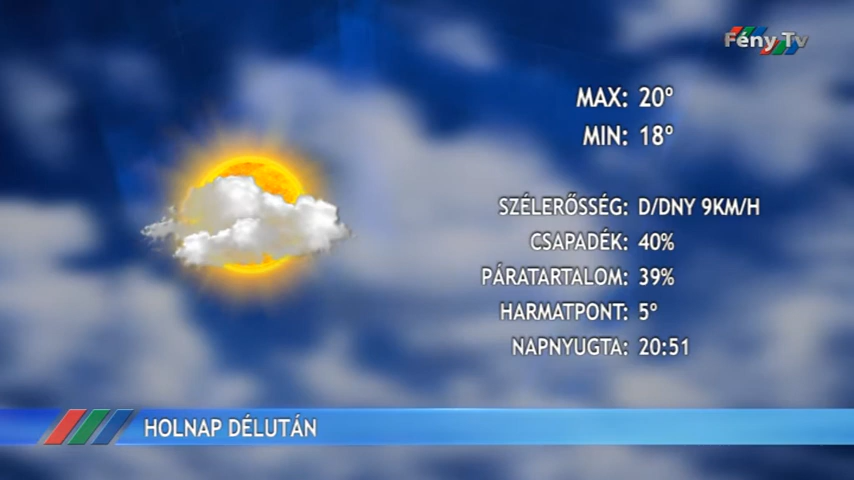 Fény Tv
MAX: 20°
MIN: 18°
SZÉLERŐSSÉG: D/DNY 9KM/H
CSAPADÉK: 40%
PÁRATARTALOM: 39%
HARMATPONT: 5°
NAPNYUGTA: 20:51
HOLNAP DÉLUTÁN